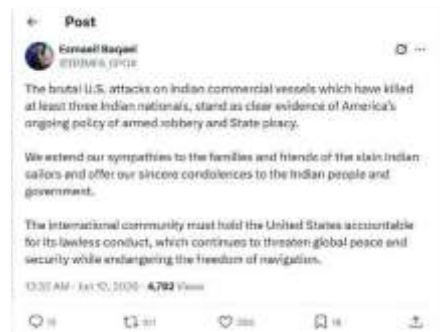 Post
Esmaeil Baqaei
The brutal U.S. attacks on Indian commercial vessels which have killed
at least three Indian nationals, stand as clear evidence of America's
ongoing policy of armed robbery and State piracy.
We extend our sympathies to the families and friends of the slain Indian
sailors and offer our sincere condolences to the Indian people and
government.
The international community must hold the United States accountable
for its lawless conduct, which continues to threaten global peace and
security while endangering the freedom of navigation.
2026 · 4,792 Views